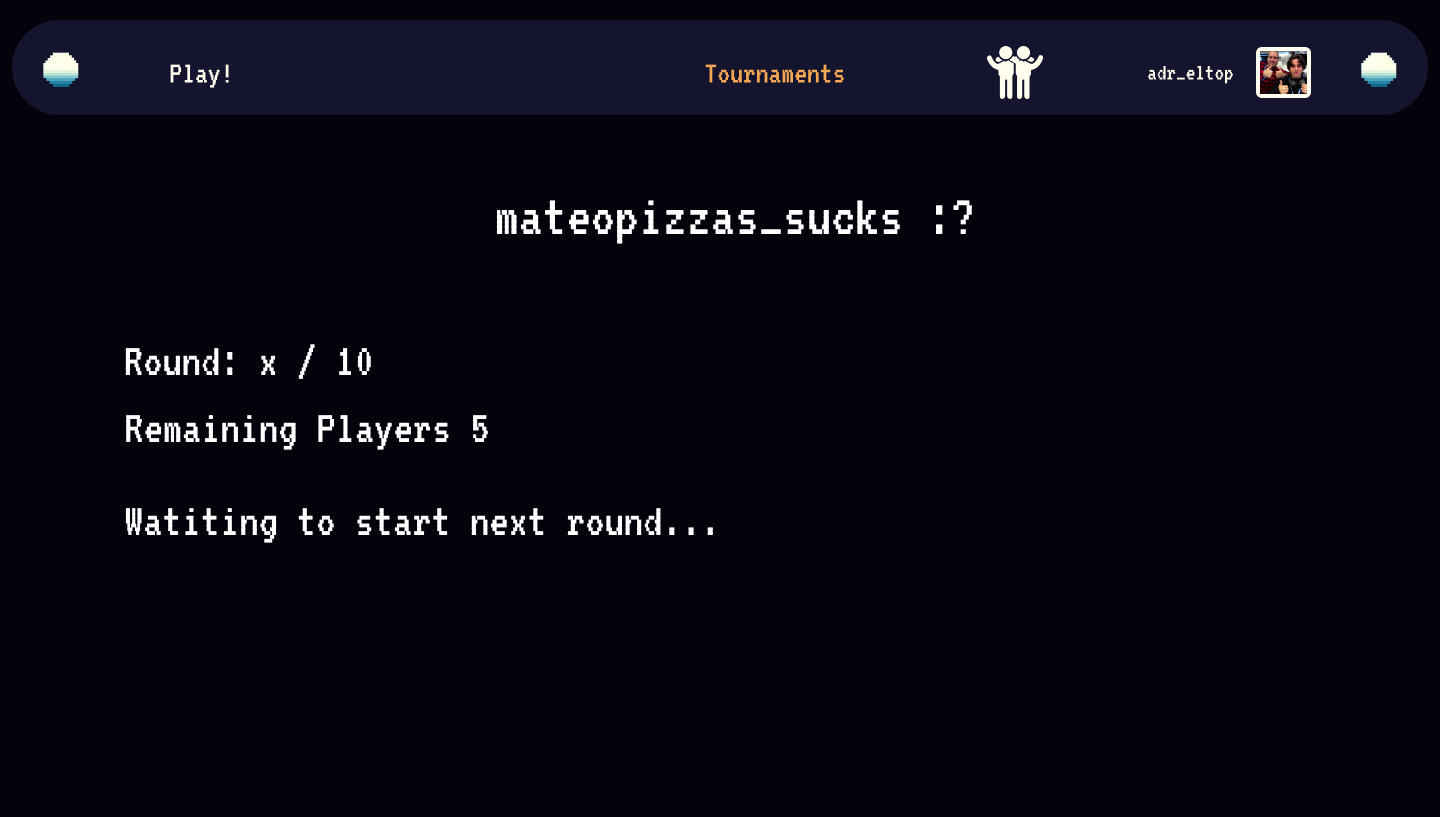 Play!
Tournaments
adr_eltop
mateopizzas_sucks :?
Round: x / 10
Remaining Players 5
Watiting to start next round...